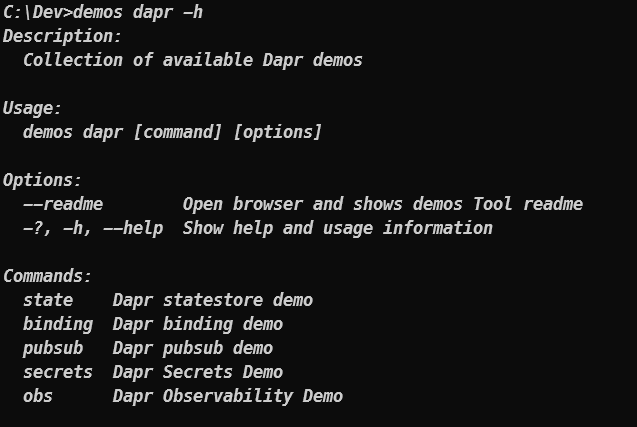 C:\Dev>demos dapr -h
Description:
  Collection of available Dapr demos

Usage:
  demos dapr [command] [options]

Options:
  --readme        Open browser and shows demos Tool readme
  -?, -h, --help  Show help and usage information

Commands:
  state    Dapr statestore demo
  binding  Dapr binding demo
  pubsub   Dapr pubsub demo
  secrets  Dapr Secrets Demo
  obs      Dapr Observability Demo